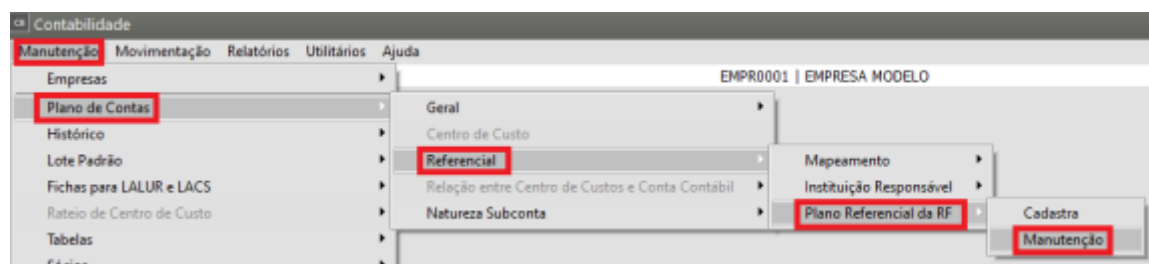 Contabilidade
Manutenção Movimentação Relatórios Utilitários Ajuda
Empresas EMPR0001 | EMPRESA MODELO
Plano de Contas Geral
Histórico Centro de Custo
Lote Padrão Referencial Mapeamento
Fichas para LALUR e LACS Relação entre Centro de Custos e Conta Contábil Instituição Responsável
Rateio de Centro de Custo Natureza Subconta Plano Referencial da RF Cadastra
Tabelas Manutenção